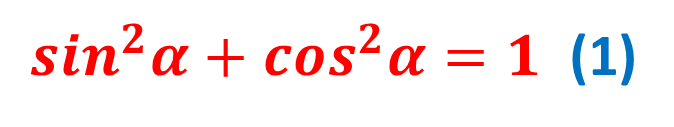 sin²α + cos²α = 1 (1)